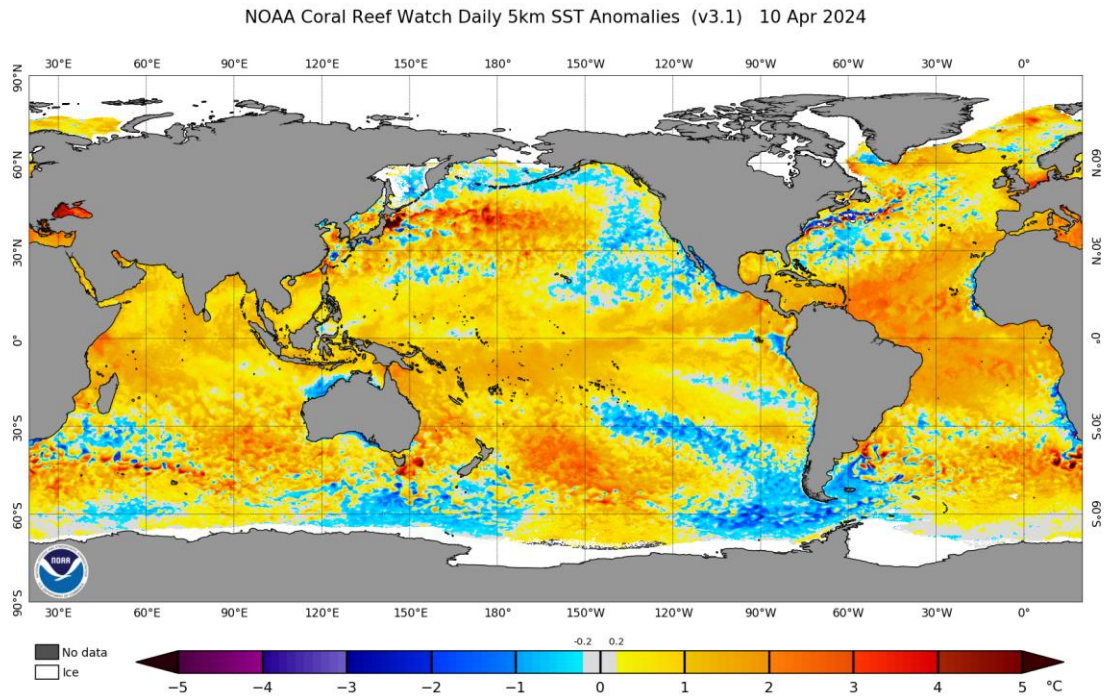 NOAA Coral Reef Watch Daily 5km SST Anomalies (v3.1) 10 Apr 2024
30°E 60°E 90°E 120°E 150°E 180° 150°W 120°W 90°W 60°W 30°W 0°
90°N
60°N 60°N
30°N 30°N
0° 0°
30°S 30°S
60°S 60°S
90°S
NOAA
30°E 60°E 90°E 120°E 150°E 180° 150°W 120°W 90°W 60°W 30°W 0°
No data
Ice
-0.2 0.2
−5 −4 −3 −2 −1 0 1 2 3 4 5 °C